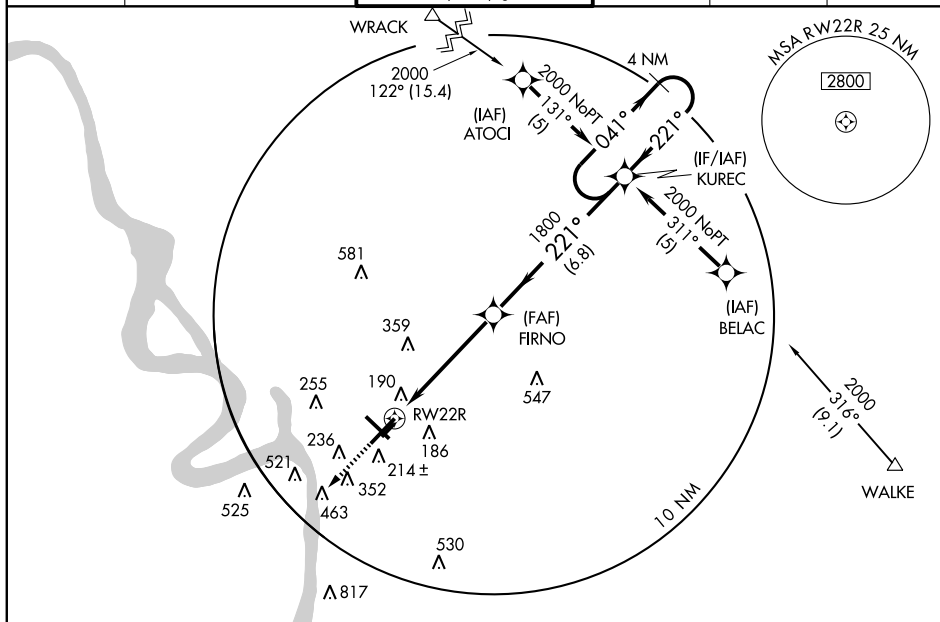 WRACK
2000
122° (15.4)
(IAF)
ATOCI
2000 NoPT
131°
(5)
4 NM
041°
221°
(IF/IAF)
KUREC
MSA RW22R 25 NM
2800
2000 NoPT
311°
(5)
(IAF)
BELAC
1800
221°
(6.8)
(FAF)
FIRNO
581
359
190
255
RW22R
547
186
236
214 ±
521
352
525
463
530
817
10 NM
2000
316°
(9.1)
WALKE